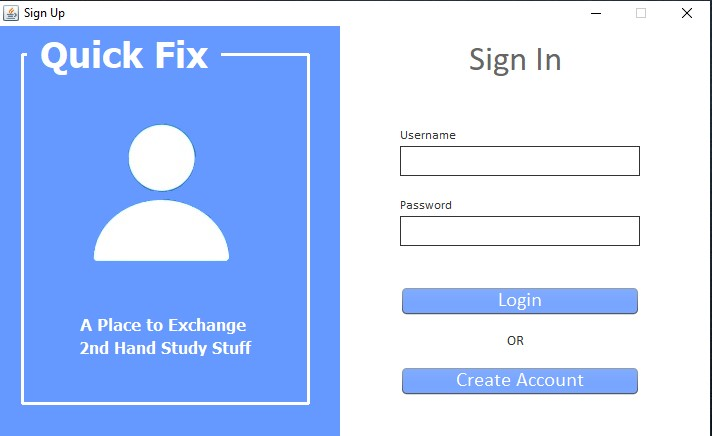 Sign Up
Quick Fix
A Place to Exchange
2nd Hand Study Stuff
Sign In
Username
Password
Login
OR
Create Account